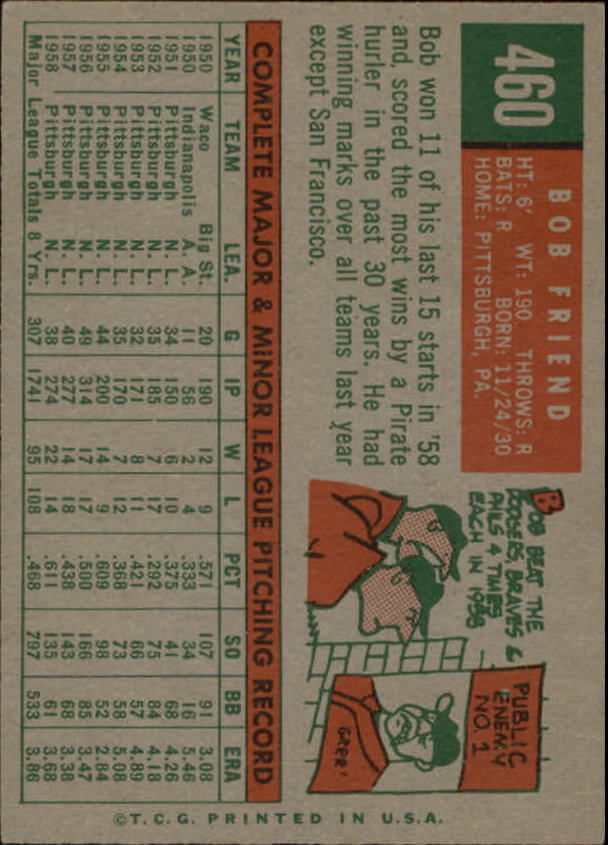 460
BOB FRIEND
HT: 6' WT: 190 THROWS: R
BATS: R BORN: 11/24/30
HOME: PITTSBURGH, PA.
Bob won 11 of his last 15 starts in '58
and scored the most wins by a Pirate
hurler in the past 30 years. He had
winning marks over all teams last year
except San Francisco.
BOB BEAT THE
DODGERS, BRAVES &
PHILS 4 TIMES
EACH IN 1958
PUBLIC
ENEMY
NO. 1
GRRR!
COMPLETE MAJOR & MINOR LEAGUE PITCHING RECORD
YEAR TEAM LEA. G IP W L PCT SO BB ERA
1950 Waco Big St. 20 190 12 9 .571 107 91 3.08
1950 Indianapolis A. A. 11 56 2 4 .333 34 16 5.46
1951 Pittsburgh N. L. 34 150 6 10 .375 41 68 4.26
1952 Pittsburgh N. L. 35 185 7 17 .292 75 84 4.18
1953 Pittsburgh N. L. 32 171 8 11 .421 66 57 4.89
1954 Pittsburgh N. L. 35 170 7 12 .368 73 58 5.08
1955 Pittsburgh N. L. 44 200 14 9 .609 98 52 2.84
1956 Pittsburgh N. L. 49 314 17 17 .500 166 85 3.47
1957 Pittsburgh N. L. 40 277 14 18 .438 143 68 3.38
1958 Pittsburgh N. L. 38 274 22 14 .611 135 61 3.68
Major League Totals 8 Yrs. 307 1741 95 108 .468 797 533 3.86
©T.C.G. PRINTED IN U.S.A.